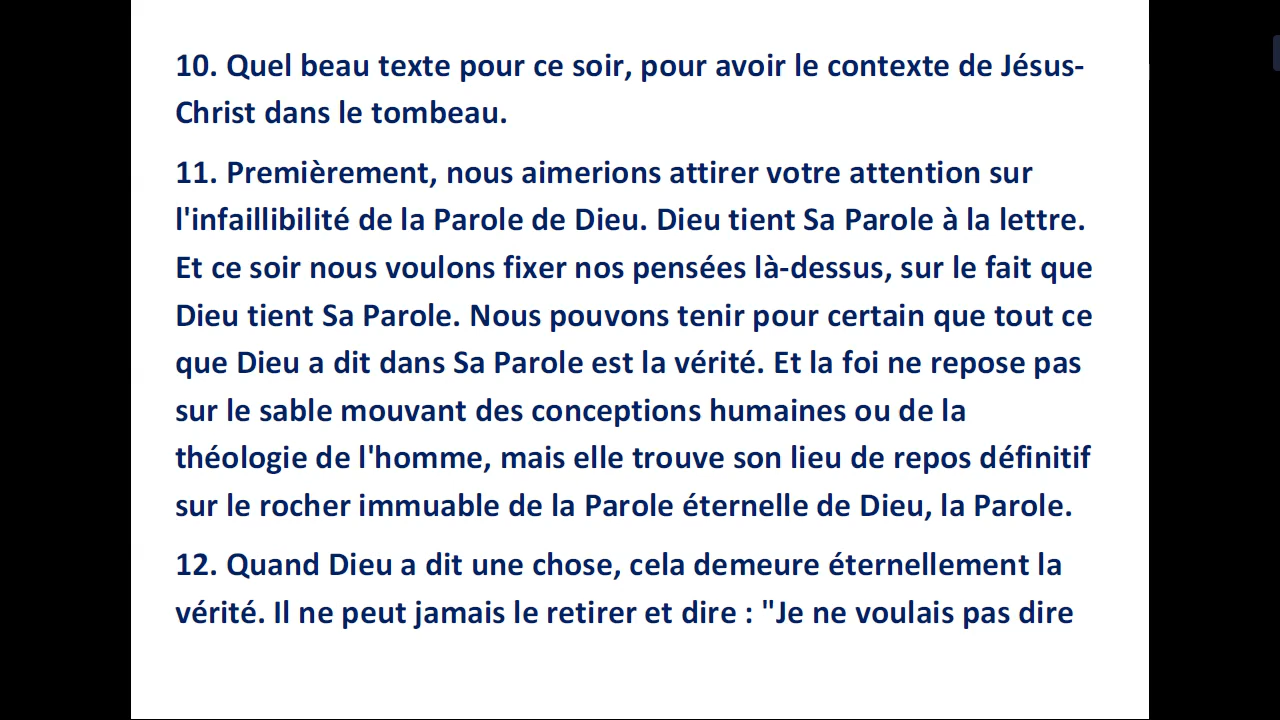 10. Quel beau texte pour ce soir, pour avoir le contexte de Jésus-
Christ dans le tombeau.
11. Premièrement, nous aimerions attirer votre attention sur
l'infaillibilité de la Parole de Dieu. Dieu tient Sa Parole à la lettre.
Et ce soir nous voulons fixer nos pensées là-dessus, sur le fait que
Dieu tient Sa Parole. Nous pouvons tenir pour certain que tout ce
que Dieu a dit dans Sa Parole est la vérité. Et la foi ne repose pas
sur le sable mouvant des conceptions humaines ou de la
théologie de l'homme, mais elle trouve son lieu de repos définitif
sur le rocher immuable de la Parole éternelle de Dieu, la Parole.
12. Quand Dieu a dit une chose, cela demeure éternellement la
vérité. Il ne peut jamais le retirer et dire : "Je ne voulais pas dire